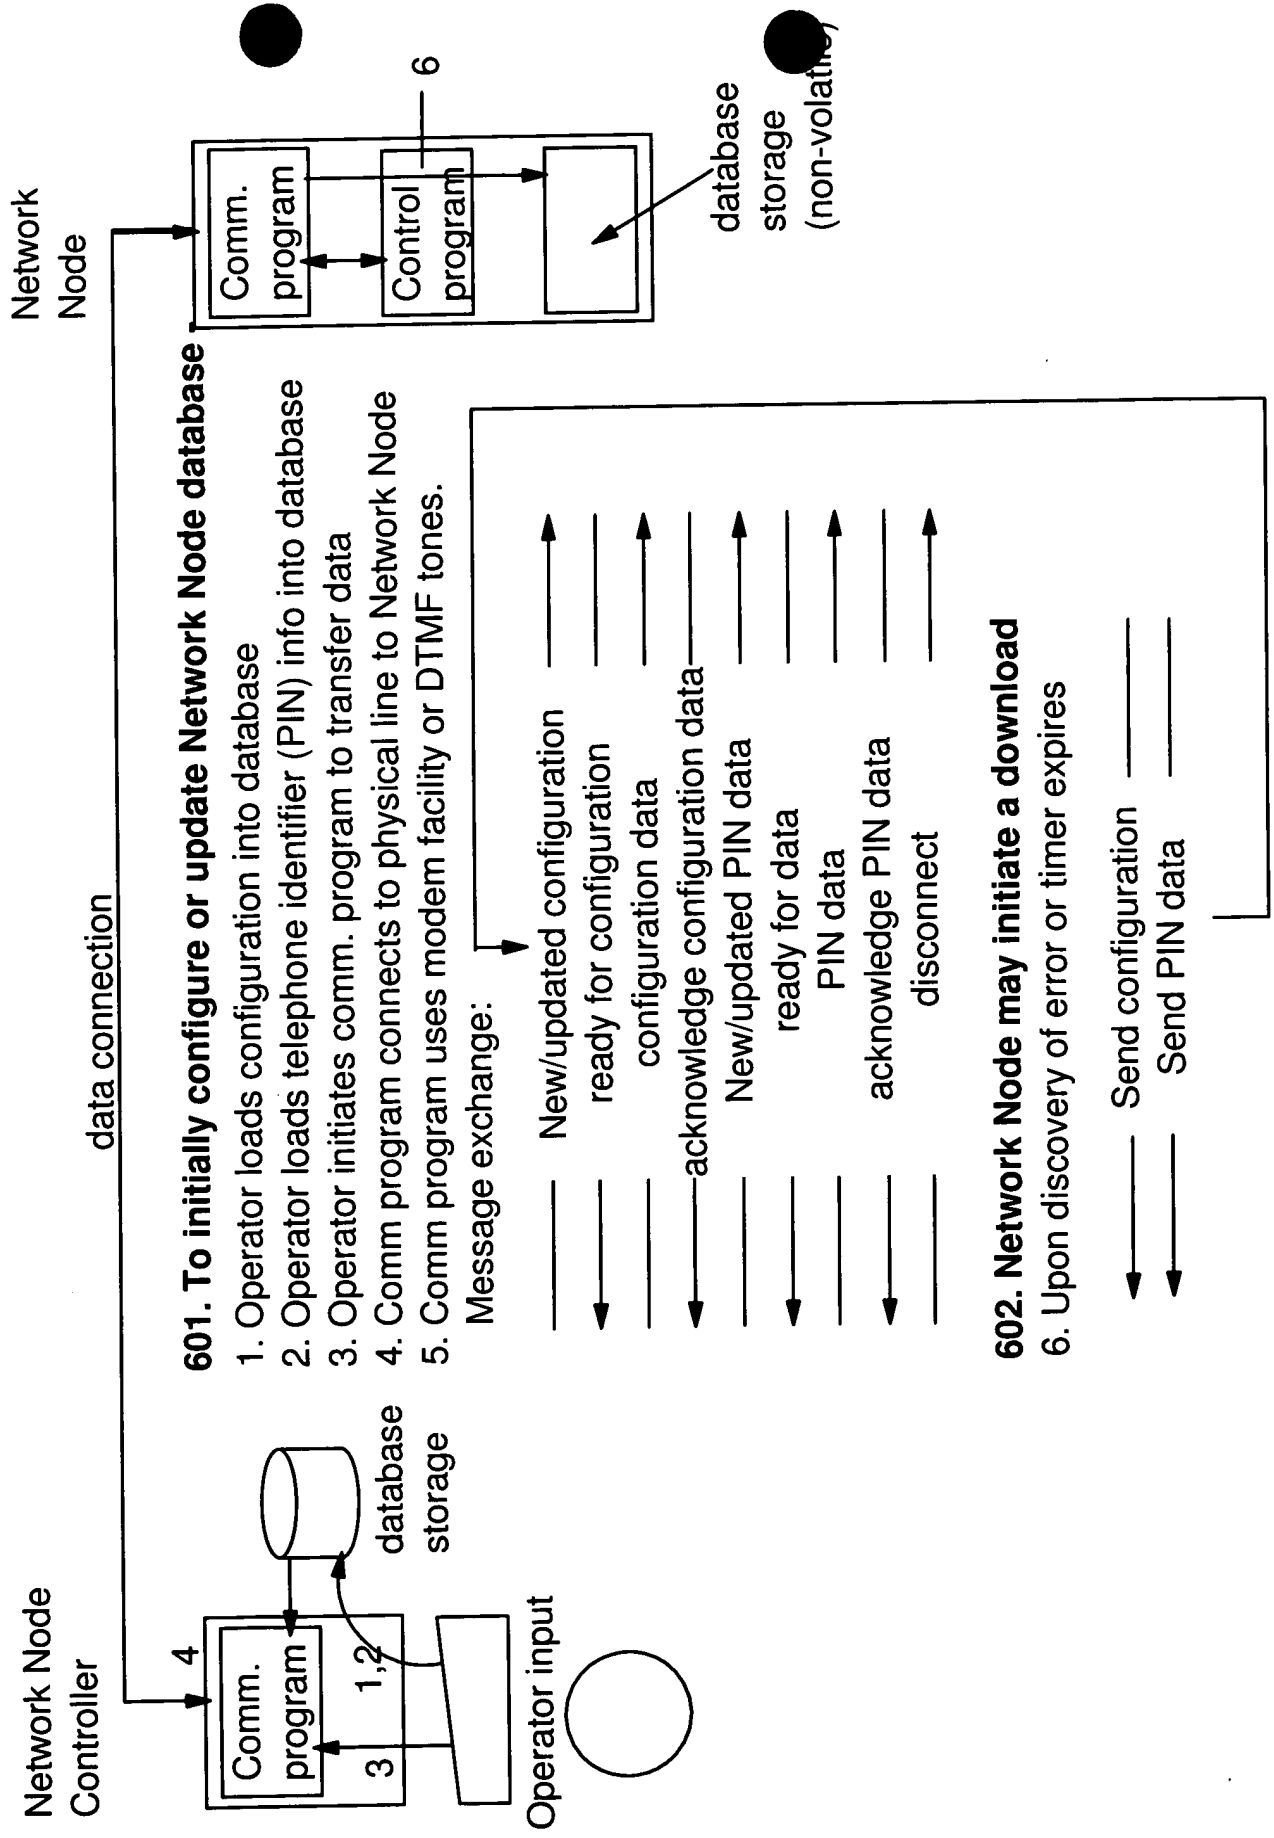 Network Node
Controller
4
Comm.
program
3
1,2
Operator input
database
storage
data connection
Network
Node
Comm.
program
Control
program
6
database
storage
(non-volatile)
601. To initially configure or update Network Node database
1. Operator loads configuration into database
2. Operator loads telephone identifier (PIN) info into database
3. Operator initiates comm. program to transfer data
4. Comm program connects to physical line to Network Node
5. Comm program uses modem facility or DTMF tones.
Message exchange:
New/updated configuration
ready for configuration
configuration data
acknowledge configuration data
New/updated PIN data
ready for data
PIN data
acknowledge PIN data
disconnect
602. Network Node may initiate a download
6. Upon discovery of error or timer expires
Send configuration
Send PIN data